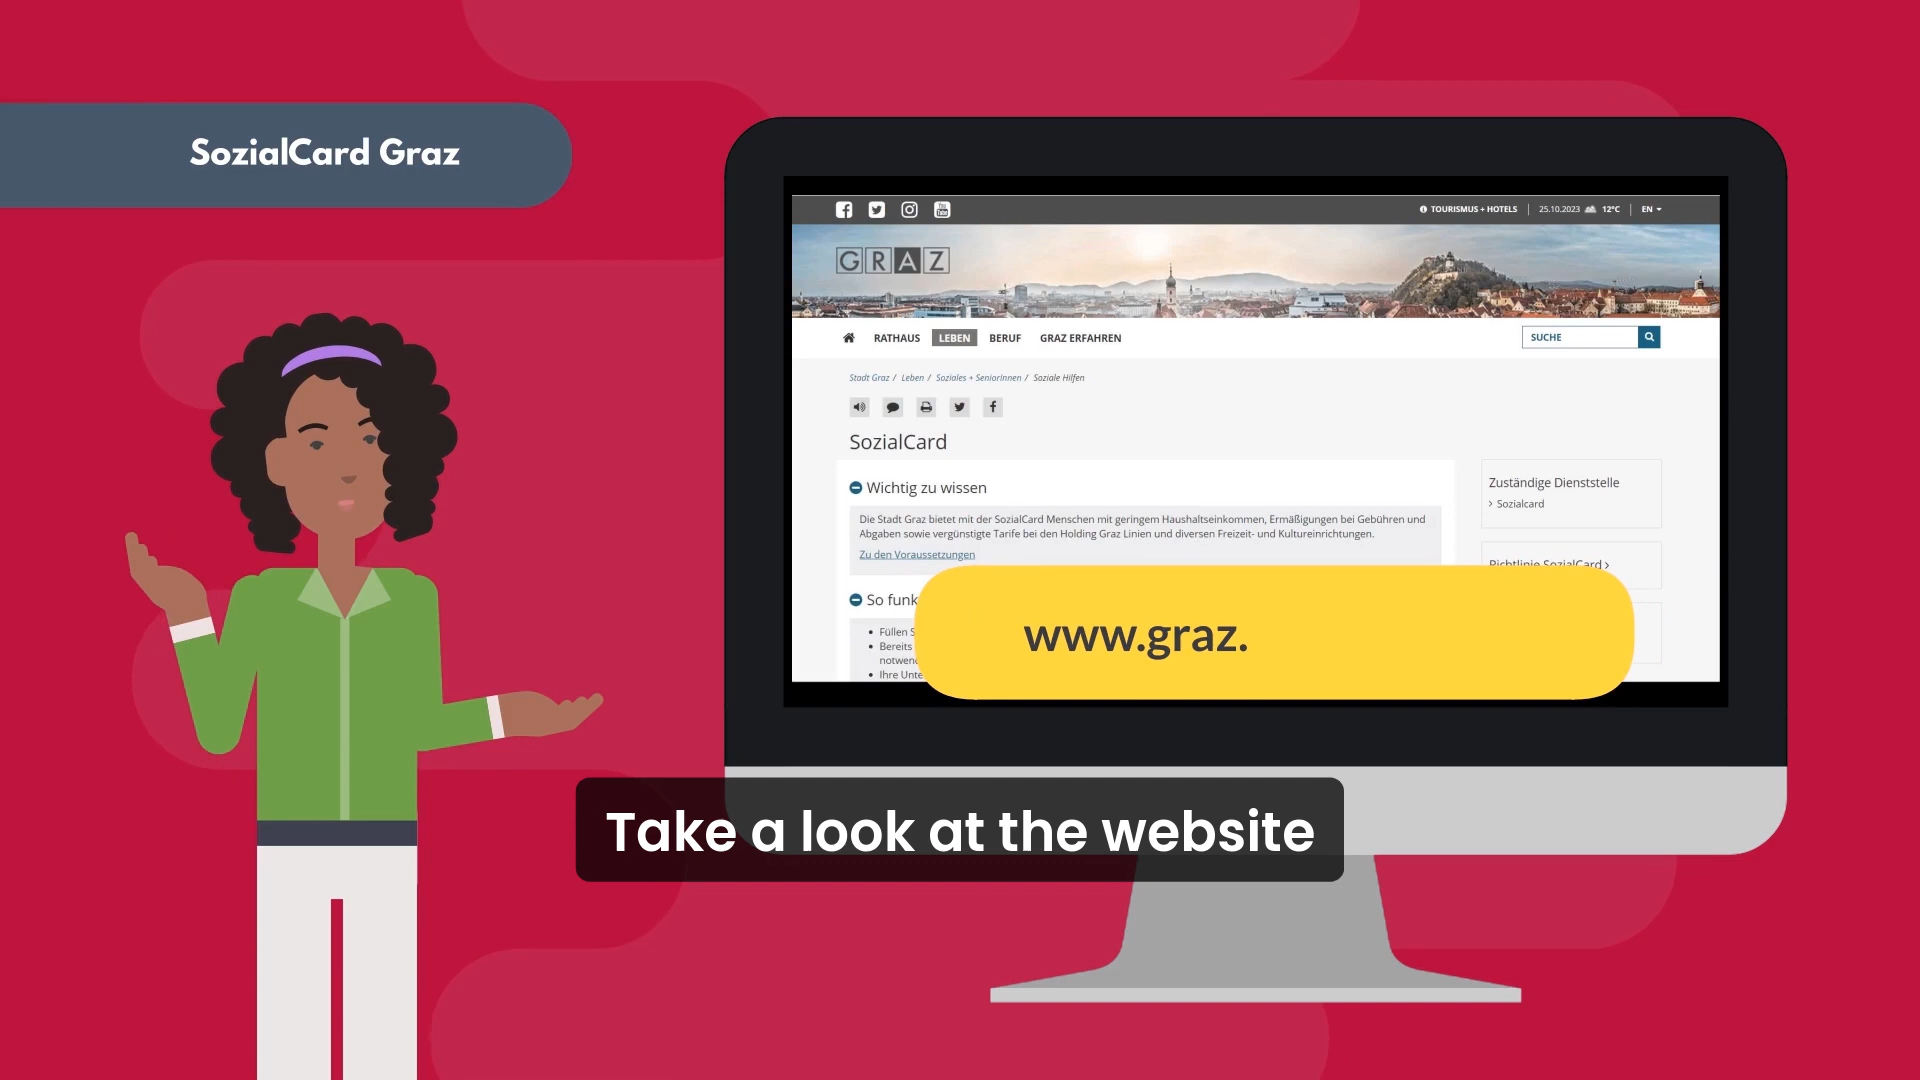 SozialCard Graz
TOURISMUS + HOTELS
25.10.2023
12°C
EN
GRAZ
RATHAUS
LEBEN
BERUF
GRAZ ERFAHREN
SUCHE
Stadt Graz / Leben / Soziales + SeniorInnen / Soziale Hilfen
SozialCard
Wichtig zu wissen
Die Stadt Graz bietet mit der SozialCard Menschen mit geringem Haushaltseinkommen, Ermäßigungen bei Gebühren und
Abgaben sowie vergünstigte Tarife bei den Holding Graz Linien und diversen Freizeit- und Kultureinrichtungen.
Zu den Voraussetzungen
Zuständige Dienststelle
Sozialcard
Richtlinie SozialCard
So funk
Füllen S
Bereits
notwen
Ihre Unte
www.graz.
Take a look at the website